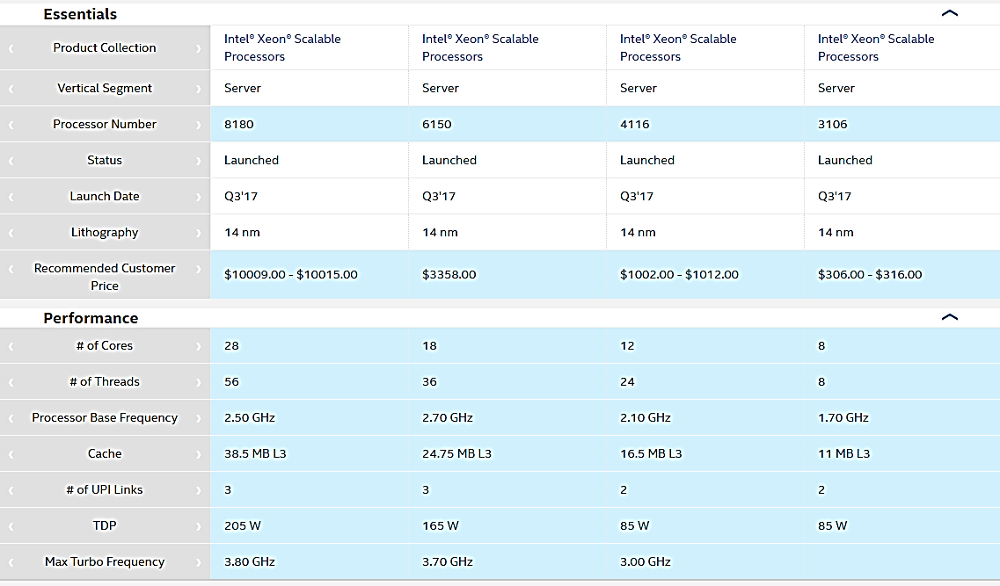 Essentials
Product Collection Intel® Xeon® Scalable Processors Intel® Xeon® Scalable Processors Intel® Xeon® Scalable Processors Intel® Xeon® Scalable Processors
Vertical Segment Server Server Server Server
Processor Number 8180 6150 4116 3106
Status Launched Launched Launched Launched
Launch Date Q3'17 Q3'17 Q3'17 Q3'17
Lithography 14 nm 14 nm 14 nm 14 nm
Recommended Customer Price $10009.00 - $10015.00 $3358.00 $1002.00 - $1012.00 $306.00 - $316.00
Performance
# of Cores 28 18 12 8
# of Threads 56 36 24 8
Processor Base Frequency 2.50 GHz 2.70 GHz 2.10 GHz 1.70 GHz
Cache 38.5 MB L3 24.75 MB L3 16.5 MB L3 11 MB L3
# of UPI Links 3 3 2 2
TDP 205 W 165 W 85 W 85 W
Max Turbo Frequency 3.80 GHz 3.70 GHz 3.00 GHz